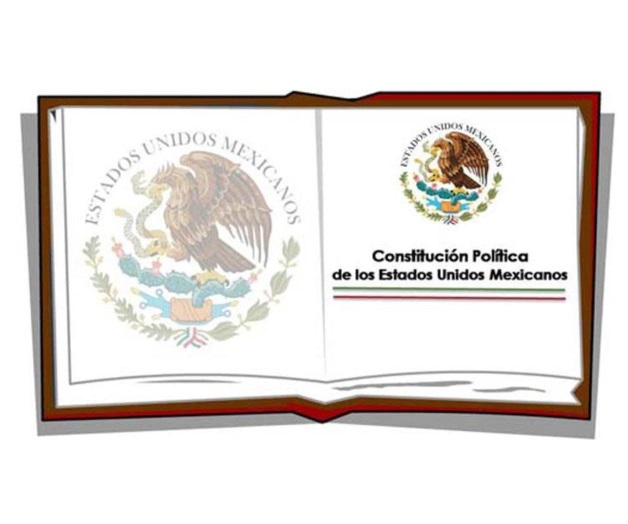 ESTADOS UNIDOS MEXICANOS
ESTADOS UNIDOS MEXICANOS
Constitución Política
de los Estados Unidos Mexicanos